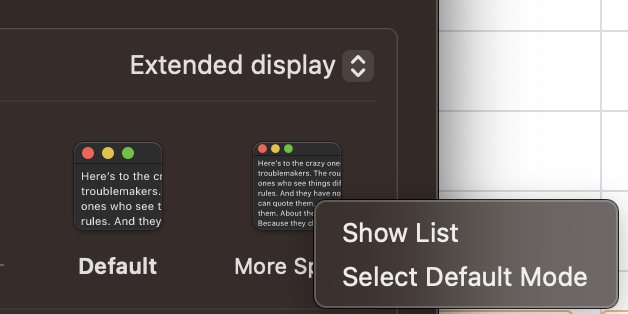 Extended display
Here's to the cr
troublemakers.
ones who see t
rules. And they
Here's to the crazy one
troublemakers. The rou
ones who see things dif
rules. And they have no
can quote them,
them. About the
Because they c
Default
More Sp
Show List
Select Default Mode